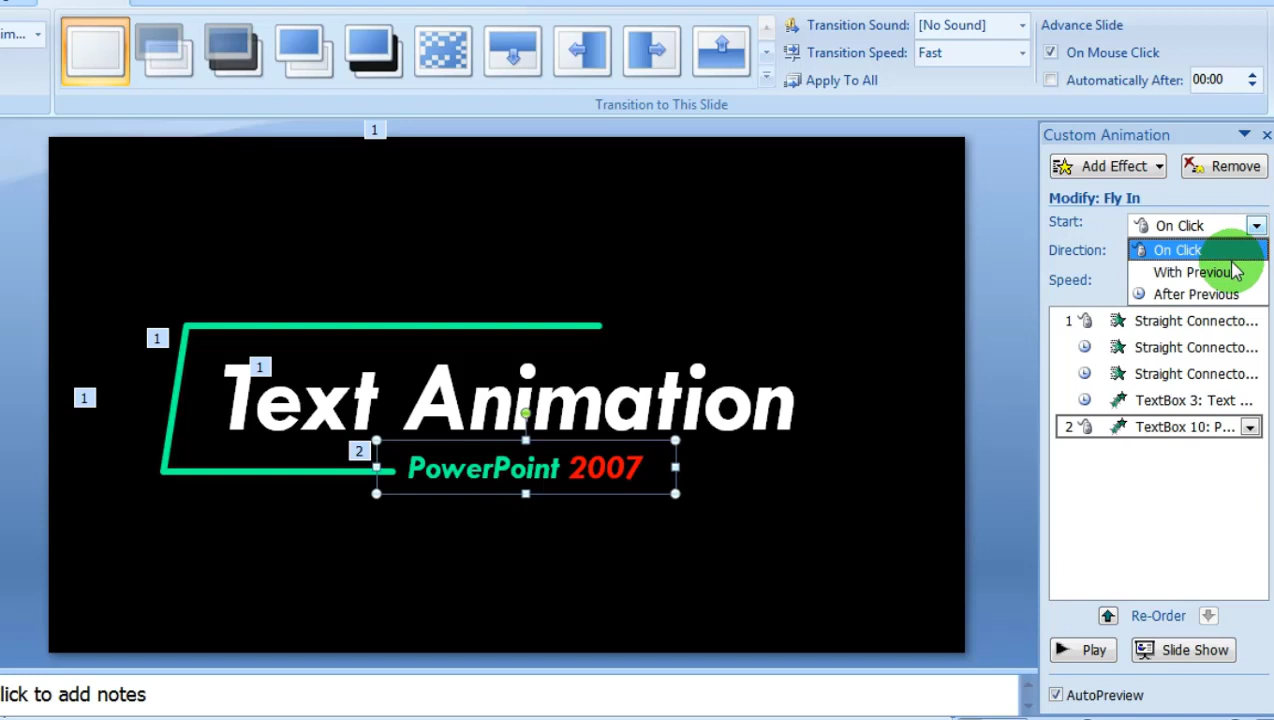 im...
Transition Sound: [No Sound]
Transition Speed: Fast
Apply To All
Advance Slide
On Mouse Click
Automatically After: 00:00
Transition to This Slide
1
1
1
1
Text Animation
2
PowerPoint 2007
lick to add notes
Custom Animation
Add Effect
Remove
Modify: Fly In
Start: On Click
Direction: On Click
With Previou
Speed: After Previous
1 Straight Connecto...
Straight Connecto...
Straight Connecto...
TextBox 3: Text ...
2 TextBox 10: P...
Re-Order
Play
Slide Show
AutoPreview